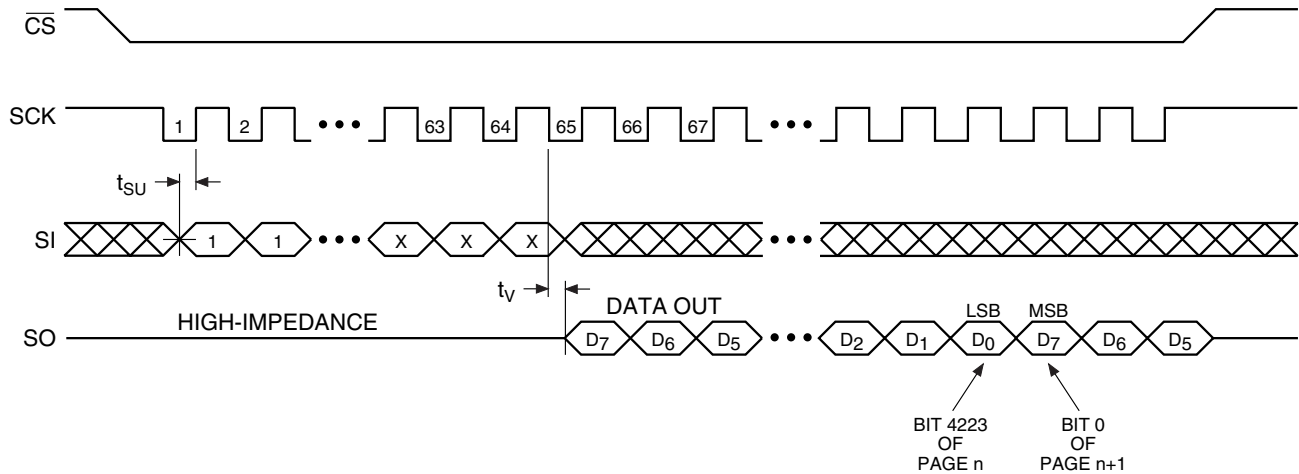 CS
SCK
1 2 ••• 63 64 65 66 67 •••
tSU
SI
1 1 ••• X X X •••
tV
SO
HIGH-IMPEDANCE
DATA OUT
LSB MSB
D7 D6 D5 ••• D2 D1 D0 D7 D6 D5
BIT 4223
OF
PAGE n
BIT 0
OF
PAGE n+1